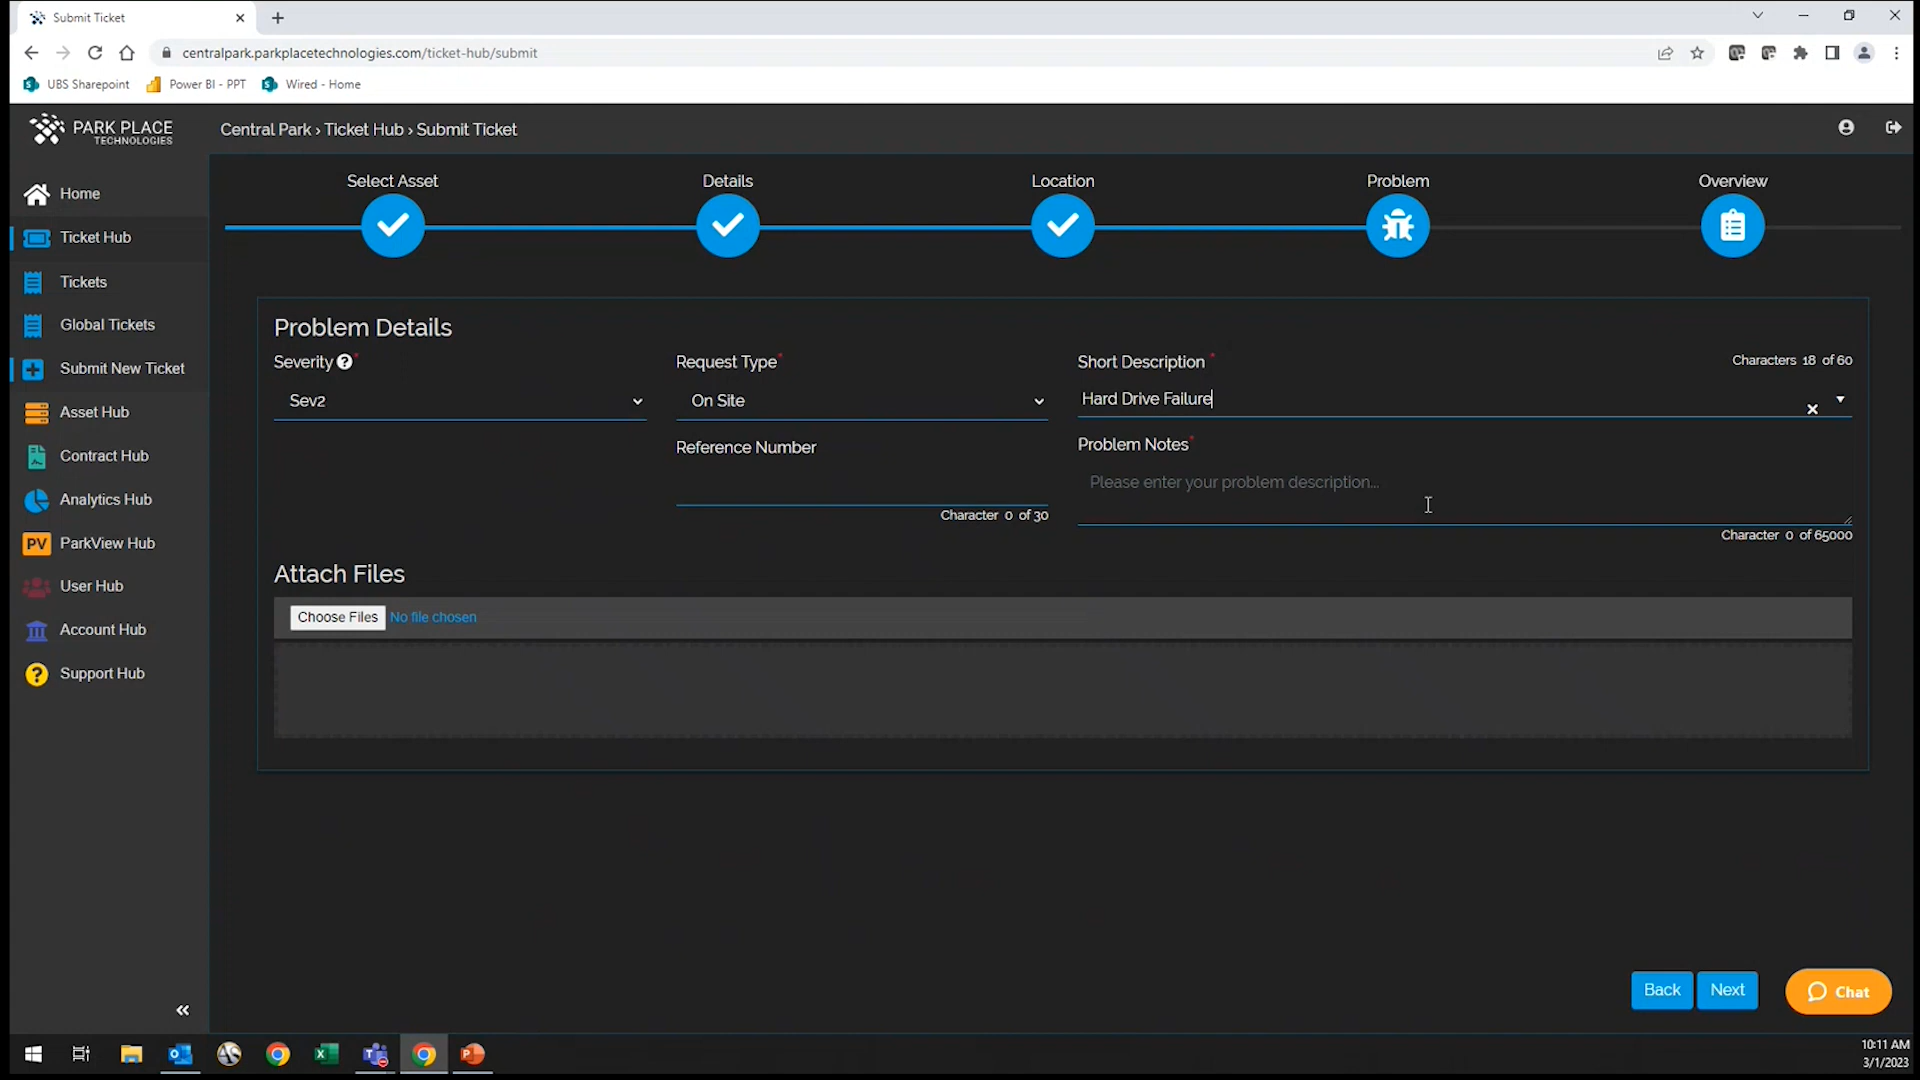 Submit Ticket
centralpark.parkplacetechnologies.com/ticket-hub/submit
UBS Sharepoint Power BI - PPT Wired - Home
PARK PLACE
TECHNOLOGIES
Central Park › Ticket Hub › Submit Ticket
Home
Ticket Hub
Tickets
Global Tickets
Submit New Ticket
Asset Hub
Contract Hub
Analytics Hub
PV ParkView Hub
User Hub
Account Hub
? Support Hub
«
Select Asset Details Location Problem Overview
Problem Details
Severity ? *
Sev2
Request Type *
On Site
Reference Number
Character 0 of 30
Short Description * Characters 18 of 60
Hard Drive Failure
Problem Notes *
Please enter your problem description...
Character 0 of 65000
Attach Files
Choose Files No file chosen
Back Next Chat
10:11 AM
3/1/2023